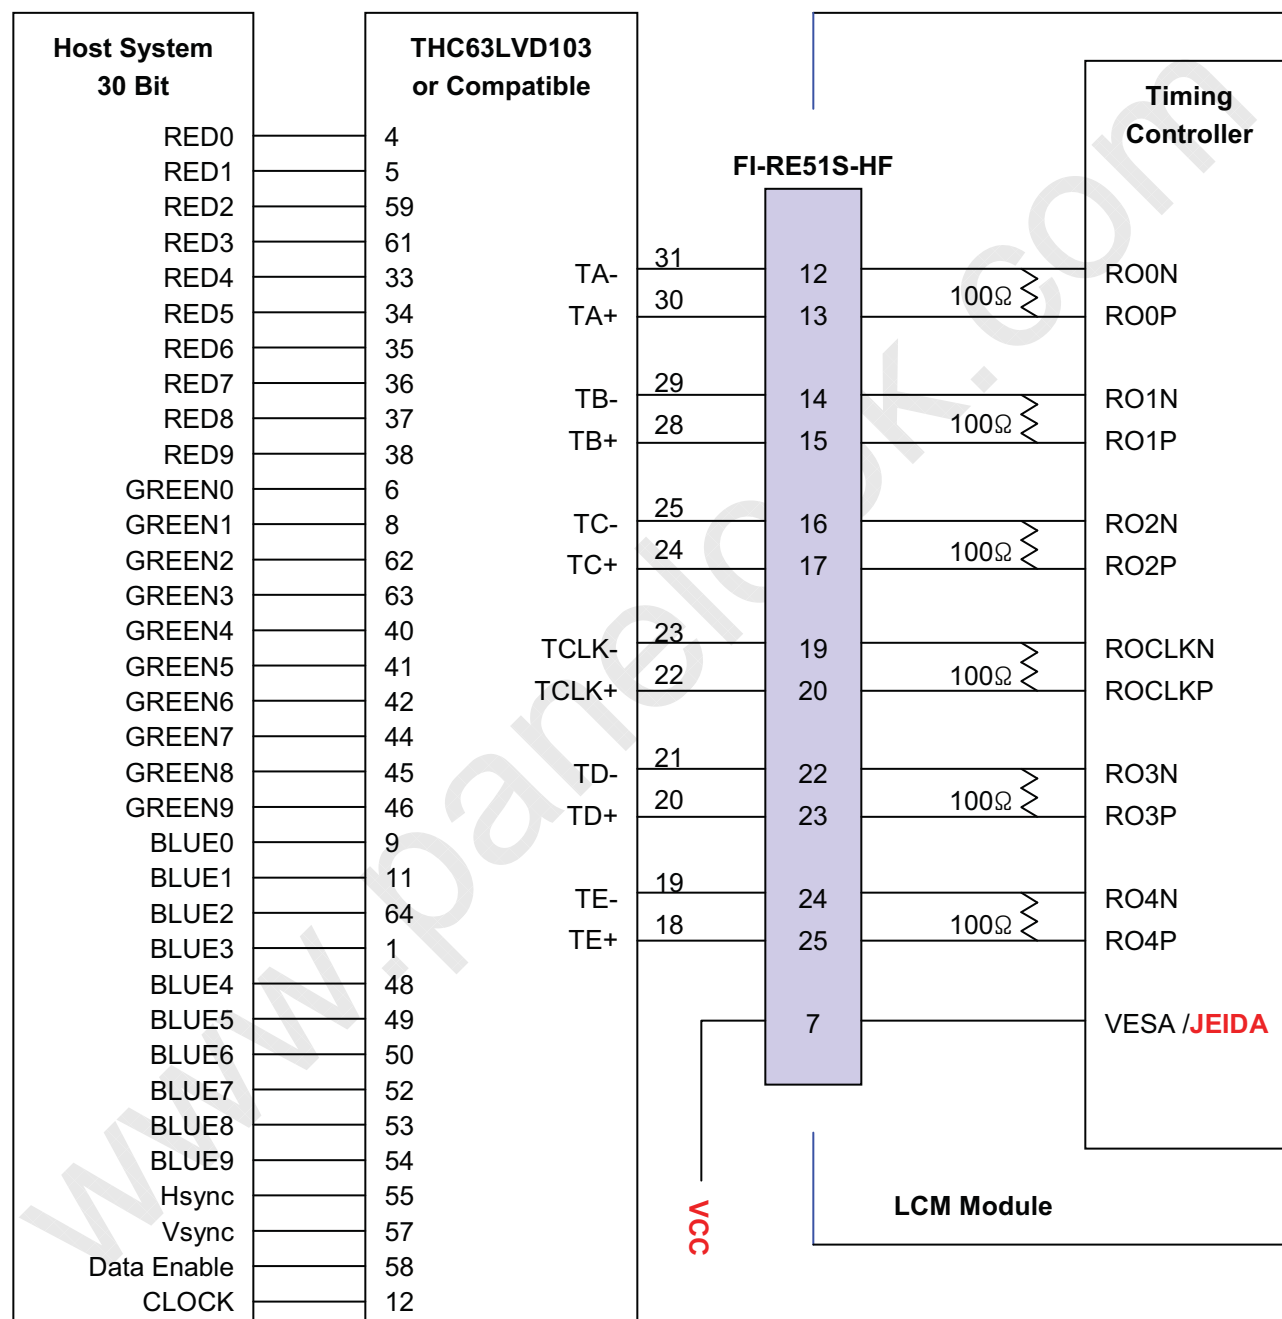 Host System
30 Bit
RED0
RED1
RED2
RED3
RED4
RED5
RED6
RED7
RED8
RED9
GREEN0
GREEN1
GREEN2
GREEN3
GREEN4
GREEN5
GREEN6
GREEN7
GREEN8
GREEN9
BLUE0
BLUE1
BLUE2
BLUE3
BLUE4
BLUE5
BLUE6
BLUE7
BLUE8
BLUE9
Hsync
Vsync
Data Enable
CLOCK
THC63LVD103
or Compatible
4
5
59
61
33
34
35
36
37
38
6
8
62
63
40
41
42
44
45
46
9
11
64
1
48
49
50
52
53
54
55
57
58
12
TA-
TA+
TB-
TB+
TC-
TC+
TCLK-
TCLK+
TD-
TD+
TE-
TE+
31
30
29
28
25
24
23
22
21
20
19
18
FI-RE51S-HF
12
13
14
15
16
17
19
20
22
23
24
25
7
VCC
100Ω
100Ω
100Ω
100Ω
100Ω
100Ω
Timing
Controller
RO0N
RO0P
RO1N
RO1P
RO2N
RO2P
ROCLKN
ROCLKP
RO3N
RO3P
RO4N
RO4P
VESA /JEIDA
LCM Module
www.panelook.com